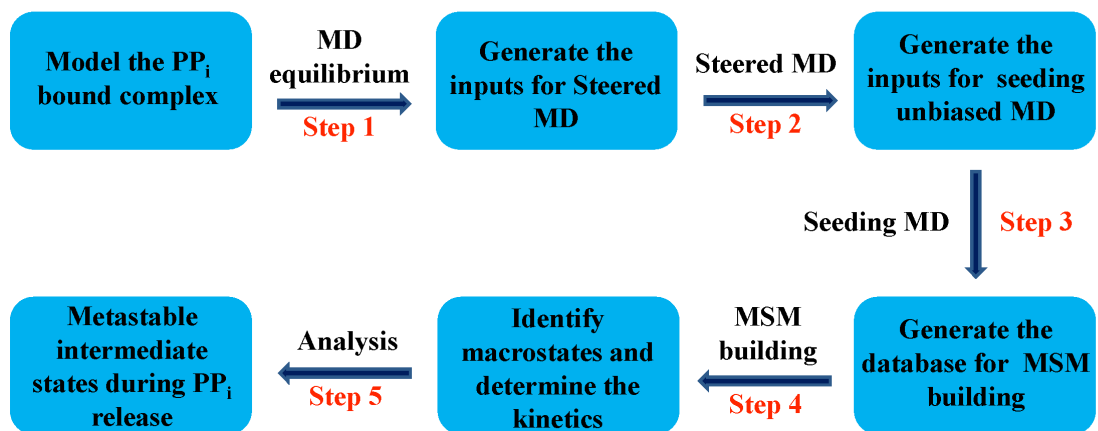 Model the PPi
bound complex
MD
equilibrium
Step 1
Generate the
inputs for Steered
MD
Steered MD
Step 2
Generate the
inputs for seeding
unbiased MD
Seeding MD
Step 3
Generate the
database for MSM
building
MSM
building
Step 4
Identify
macrostates and
determine the
kinetics
Analysis
Step 5
Metastable
intermediate
states during PPi
release